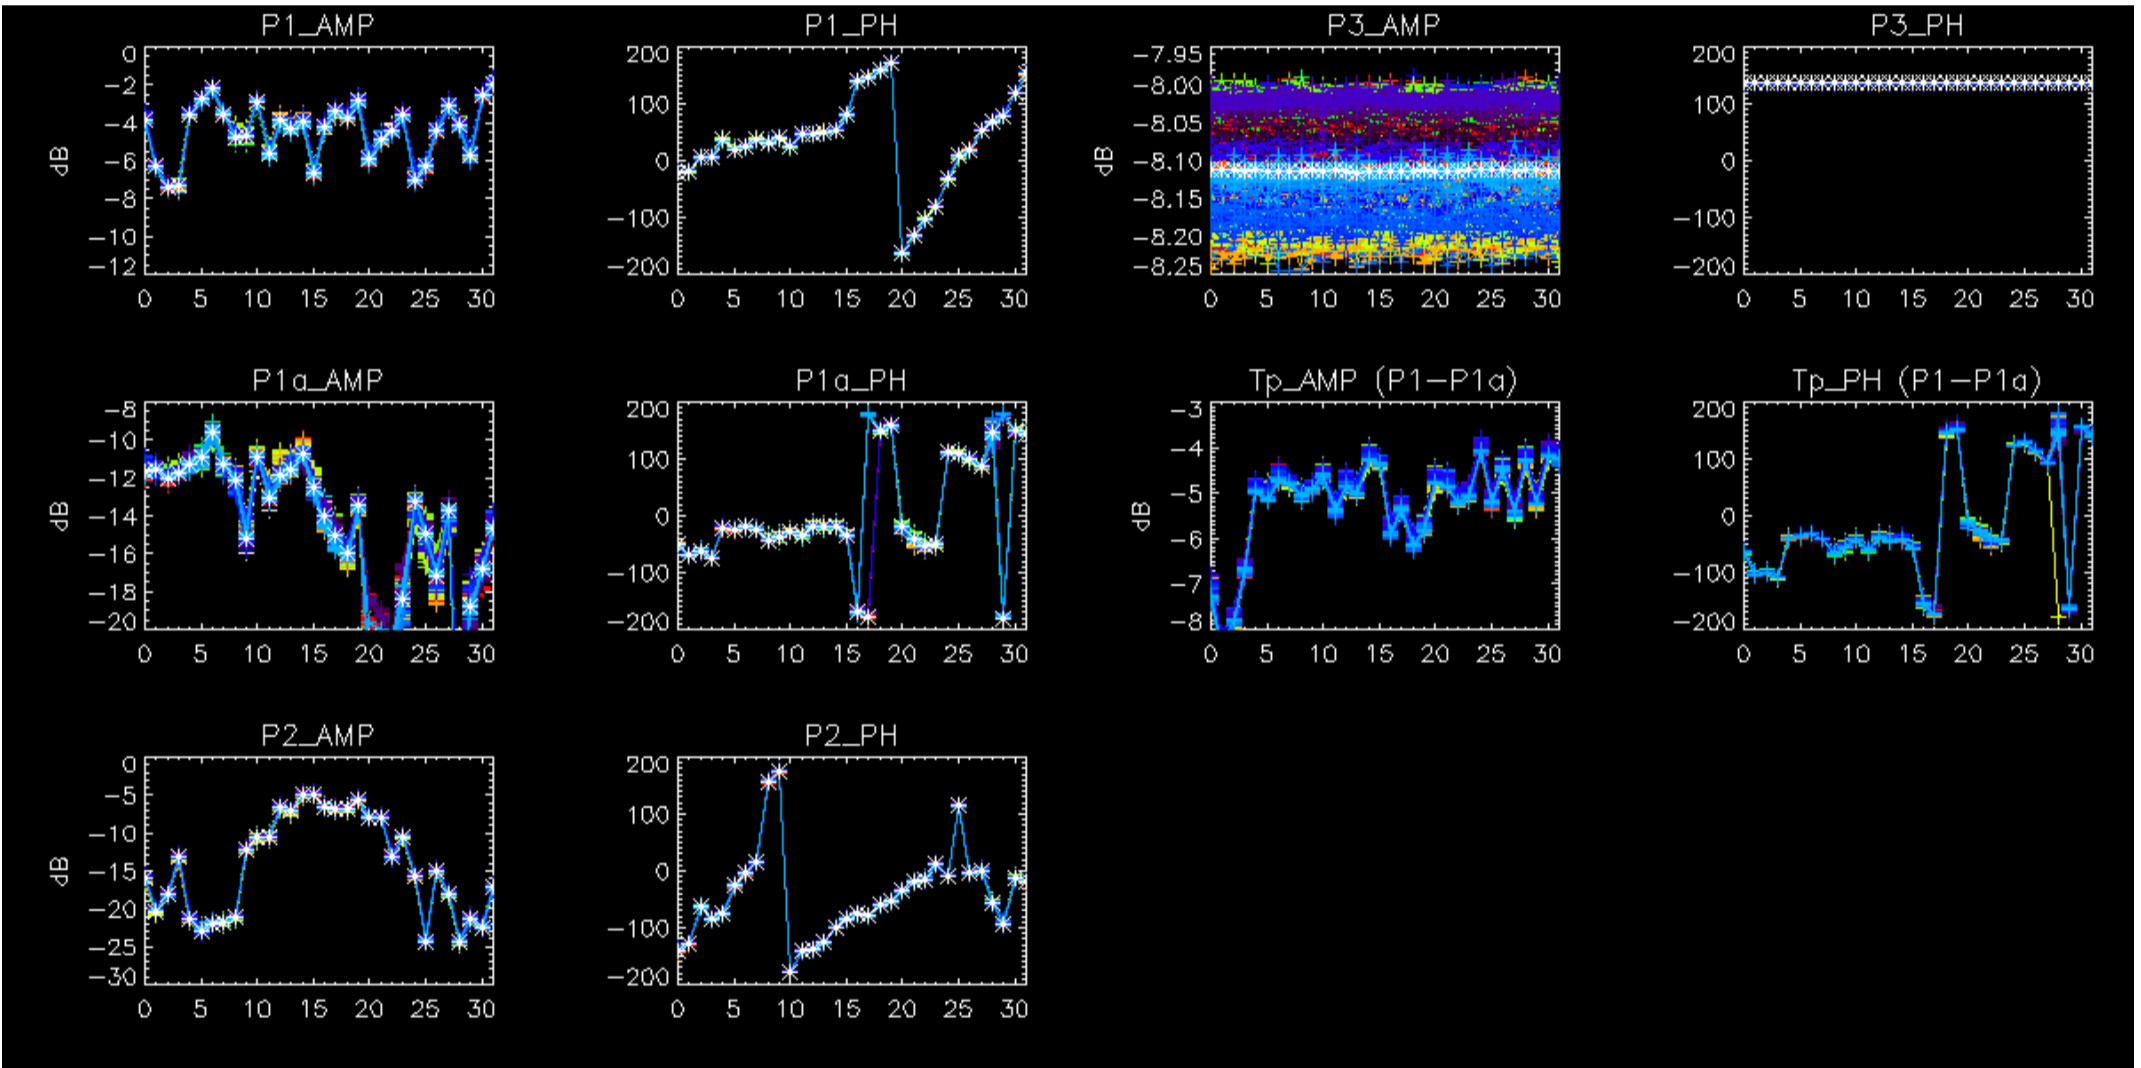 P1_AMP
P1_PH
P3_AMP
P3_PH
dB
0
−2
−4
−6
−8
−10
−12
0 5 10 15 20 25 30
200
100
0
−100
−200
0 5 10 15 20 25 30
dB
−7.95
−8.00
−8.05
−8.10
−8.15
−8.20
−8.25
0 5 10 15 20 25 30
200
100
0
−100
−200
0 5 10 15 20 25 30
P1a_AMP
P1a_PH
Tp_AMP (P1−P1a)
Tp_PH (P1−P1a)
dB
−8
−10
−12
−14
−16
−18
−20
0 5 10 15 20 25 30
200
100
0
−100
−200
0 5 10 15 20 25 30
dB
−3
−4
−5
−6
−7
−8
0 5 10 15 20 25 30
200
100
0
−100
−200
0 5 10 15 20 25 30
P2_AMP
P2_PH
dB
0
−5
−10
−15
−20
−25
−30
0 5 10 15 20 25 30
200
100
0
−100
−200
0 5 10 15 20 25 30